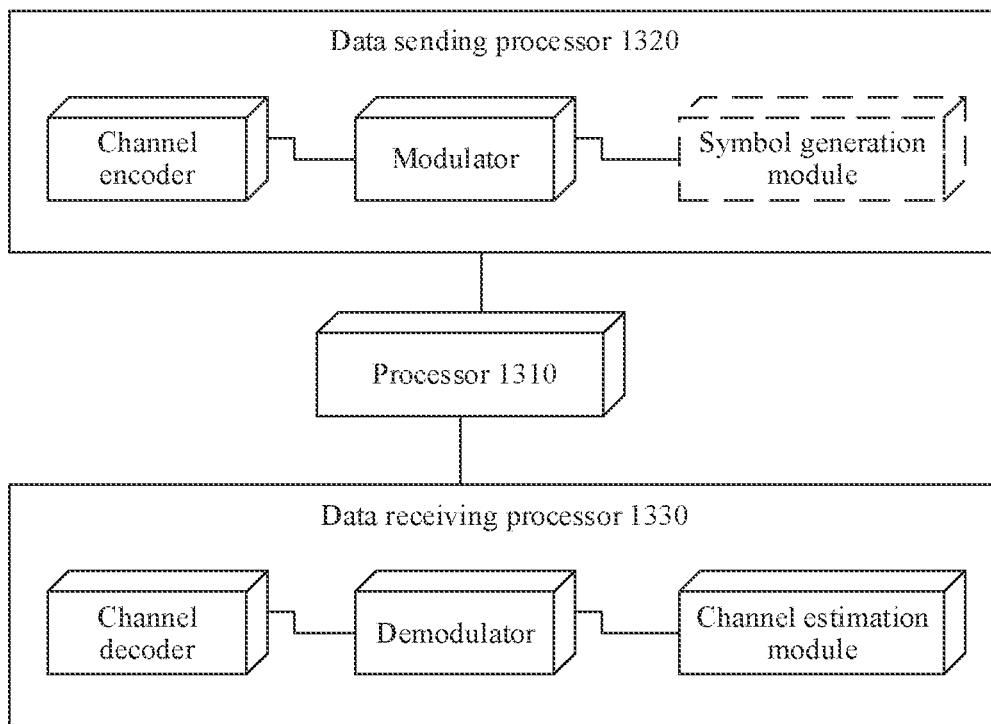 Data sending processor 1320
Channel
encoder
Modulator
Symbol generation
module
Processor 1310
Data receiving processor 1330
Channel
decoder
Demodulator
Channel estimation
module